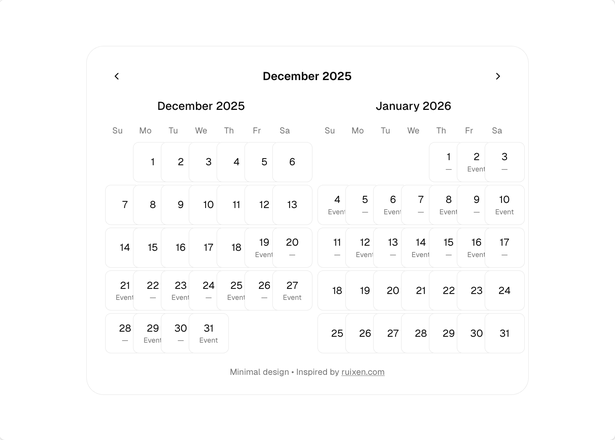 December 2025
December 2025
Su Mo Tu We Th Fr Sa
1 2 3 4 5 6
7 8 9 10 11 12 13
14 15 16 17 18 19 20
Event —
21 22 23 24 25 26 27
Event — Event — Event — Event
28 29 30 31
— Event — Event
January 2026
Su Mo Tu We Th Fr Sa
1 2 3
— Event —
4 5 6 7 8 9 10
Event — Event — Event — Event
11 12 13 14 15 16 17
— Event — Event — Event —
18 19 20 21 22 23 24
25 26 27 28 29 30 31
Minimal design • Inspired by ruixen.com